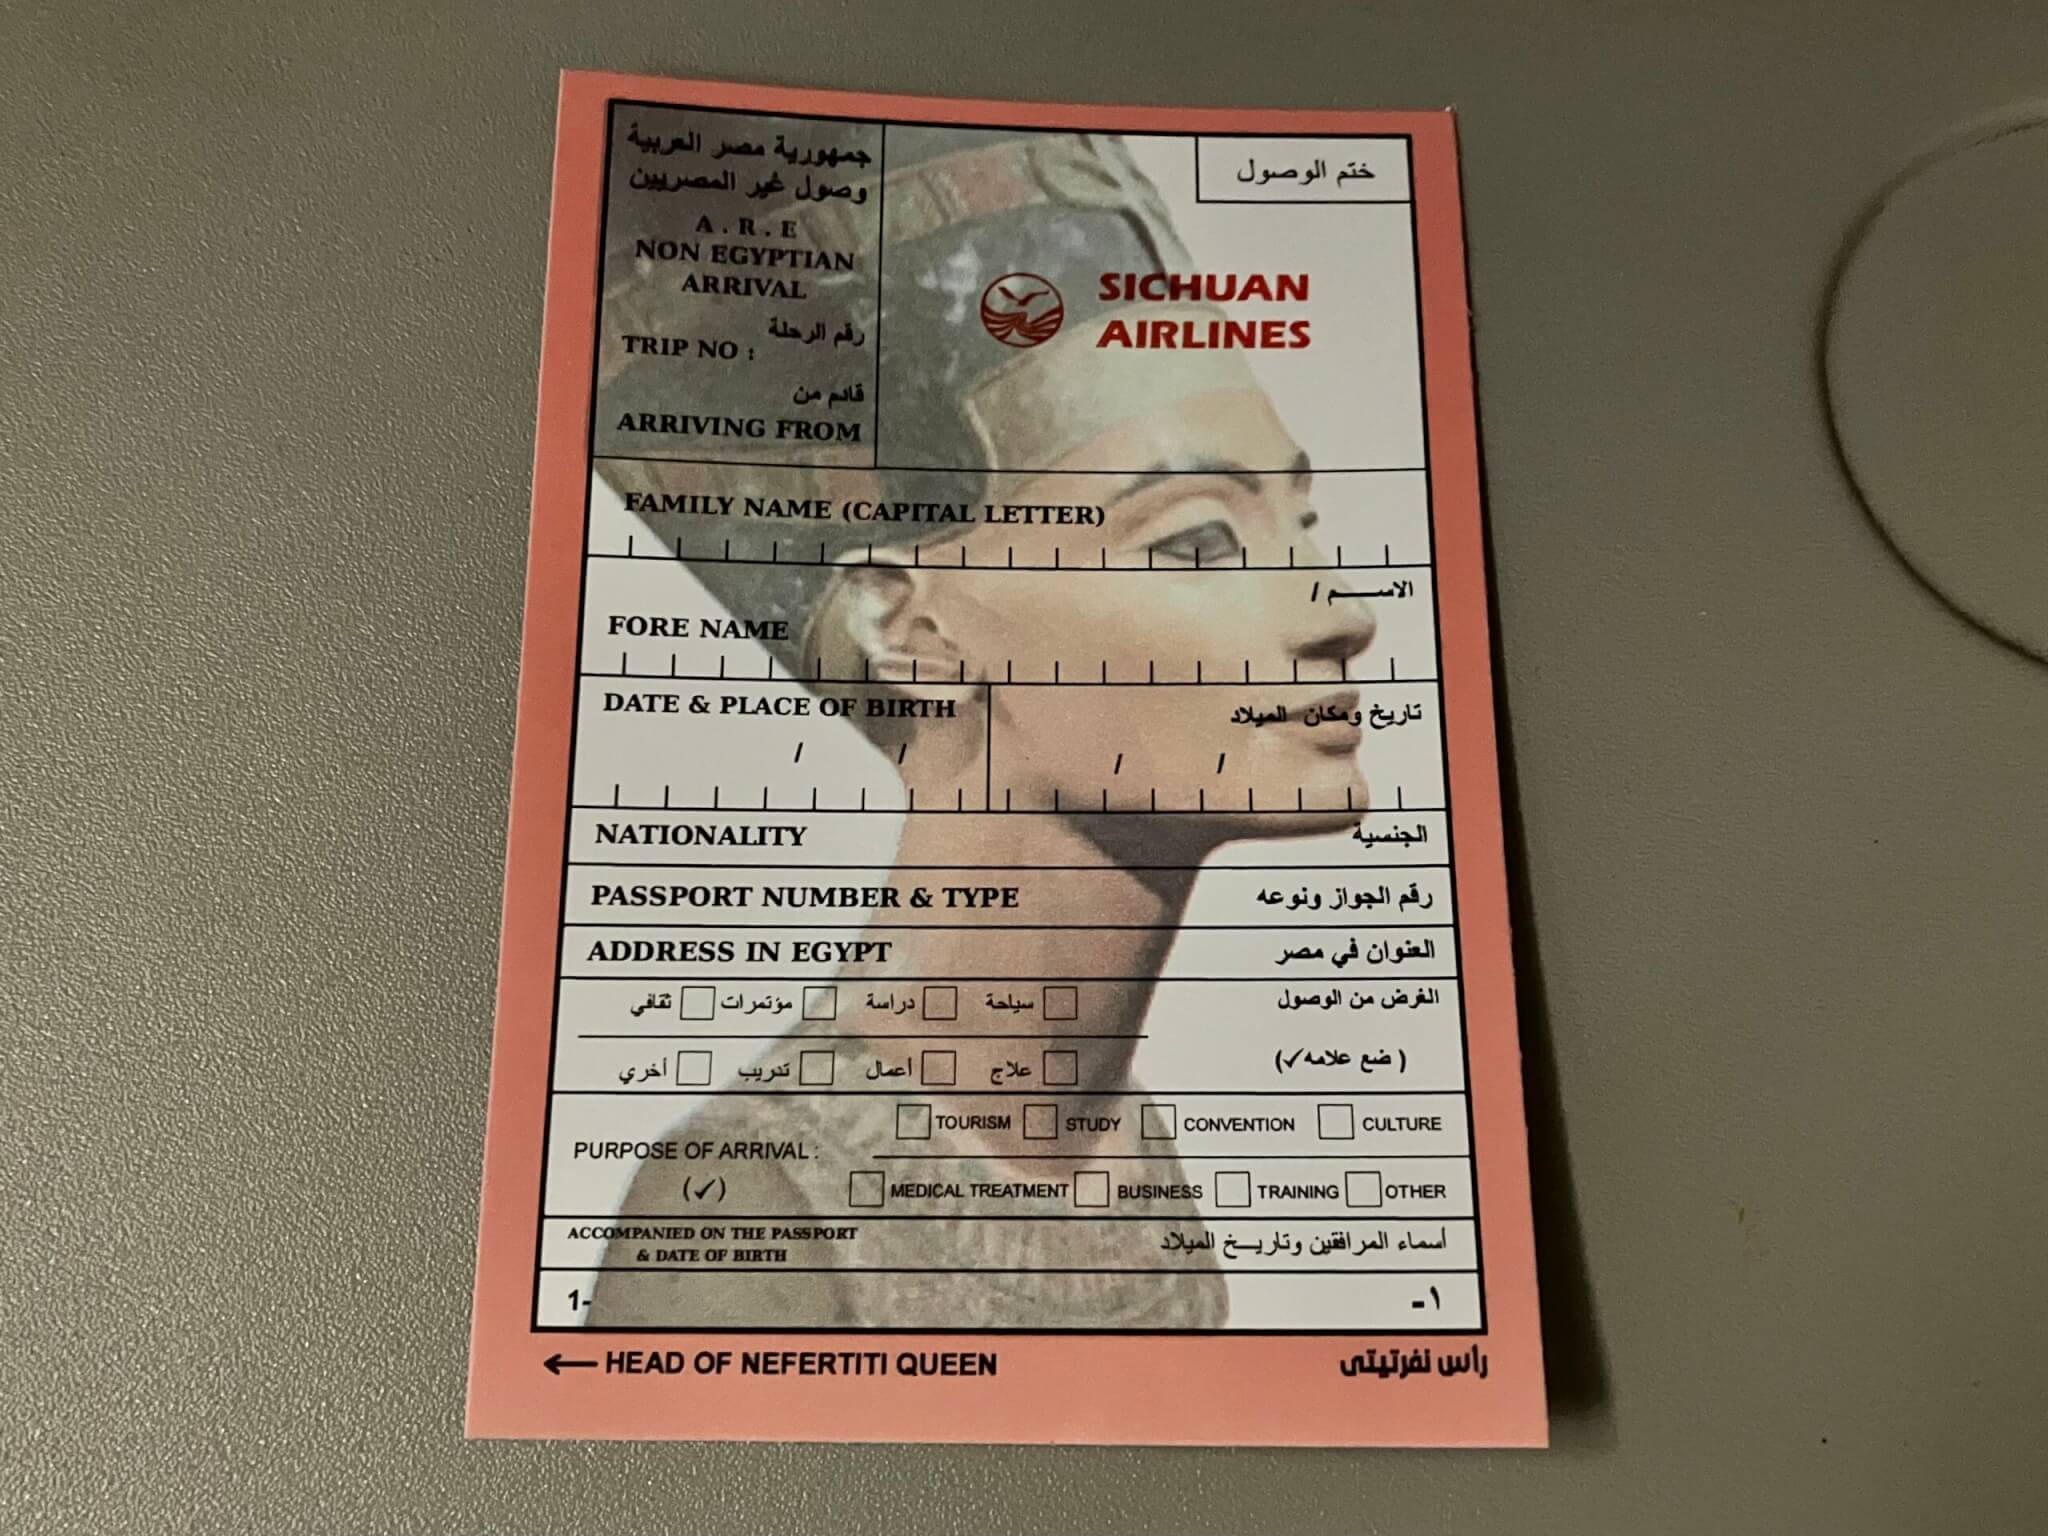 جمهورية مصر العربية
وصول غير المصريين
A . R . E
NON EGYPTIAN
ARRIVAL
رقم الرحلة
TRIP NO :
قادم من
ARRIVING FROM
ختم الوصول
SICHUAN
AIRLINES
FAMILY NAME (CAPITAL LETTER)
الاســـــم /
FORE NAME
DATE & PLACE OF BIRTH تاريخ ومكان الميلاد
/ / / /
NATIONALITY الجنسية
PASSPORT NUMBER & TYPE رقم الجواز ونوعه
ADDRESS IN EGYPT العنوان في مصر
الغرض من الوصول سياحة دراسة مؤتمرات ثقافي
( ضع علامه✓) علاج أعمال تدريب أخري
TOURISM STUDY CONVENTION CULTURE
PURPOSE OF ARRIVAL :
(✓) MEDICAL TREATMENT BUSINESS TRAINING OTHER
ACCOMPANIED ON THE PASSPORT
& DATE OF BIRTH
أسماء المرافقين وتاريـــخ الميلاد
1- ١-
← HEAD OF NEFERTITI QUEEN رأس نفرتيتى